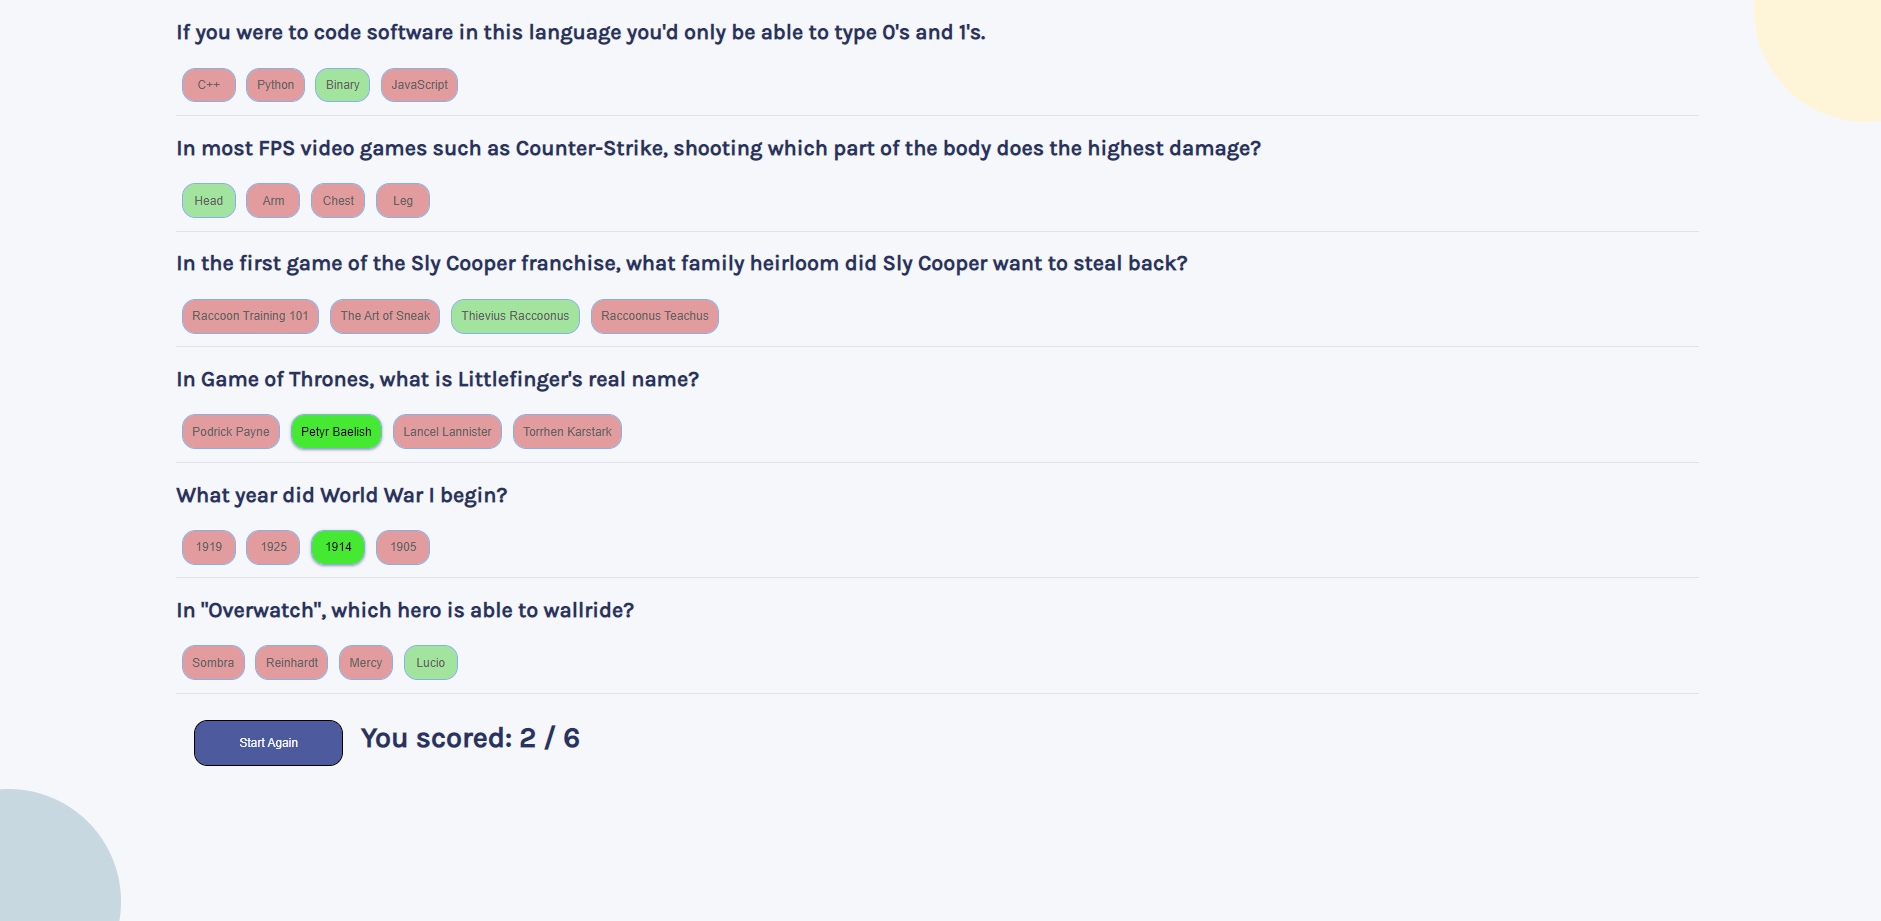 If you were to code software in this language you'd only be able to type 0's and 1's.
C++ Python Binary JavaScript
In most FPS video games such as Counter-Strike, shooting which part of the body does the highest damage?
Head Arm Chest Leg
In the first game of the Sly Cooper franchise, what family heirloom did Sly Cooper want to steal back?
Raccoon Training 101 The Art of Sneak Thievius Raccoonus Raccoonus Teachus
In Game of Thrones, what is Littlefinger's real name?
Podrick Payne Petyr Baelish Lancel Lannister Torrhen Karstark
What year did World War I begin?
1919 1925 1914 1905
In "Overwatch", which hero is able to wallride?
Sombra Reinhardt Mercy Lucio
Start Again You scored: 2 / 6